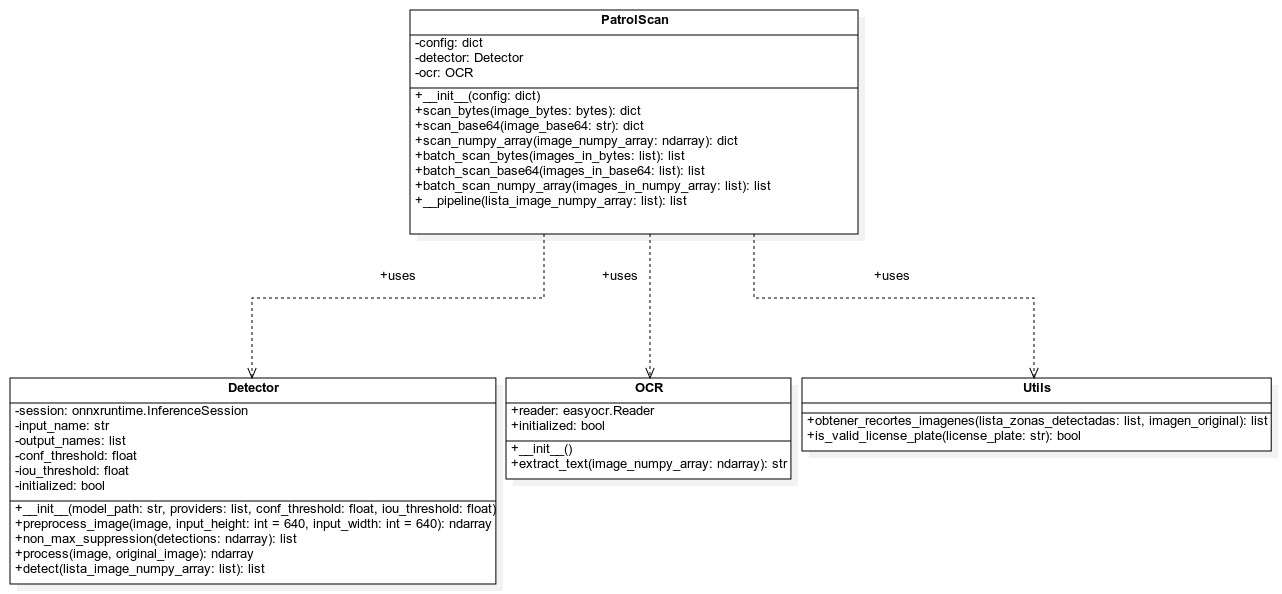 PatrolScan
-config: dict
-detector: Detector
-ocr: OCR
+__init__(config: dict)
+scan_bytes(image_bytes: bytes): dict
+scan_base64(image_base64: str): dict
+scan_numpy_array(image_numpy_array: ndarray): dict
+batch_scan_bytes(images_in_bytes: list): list
+batch_scan_base64(images_in_base64: list): list
+batch_scan_numpy_array(images_in_numpy_array: list): list
+__pipeline(lista_image_numpy_array: list): list
+uses
+uses
+uses
Detector
-session: onnxruntime.InferenceSession
-input_name: str
-output_names: list
-conf_threshold: float
-iou_threshold: float
-initialized: bool
+__init__(model_path: str, providers: list, conf_threshold: float, iou_threshold: float)
+preprocess_image(image, input_height: int = 640, input_width: int = 640): ndarray
+non_max_suppression(detections: ndarray): list
+process(image, original_image): ndarray
+detect(lista_image_numpy_array: list): list
OCR
+reader: easyocr.Reader
+initialized: bool
+__init__()
+extract_text(image_numpy_array: ndarray): str
Utils
+obtener_recortes_imagenes(lista_zonas_detectadas: list, imagen_original): list
+is_valid_license_plate(license_plate: str): bool